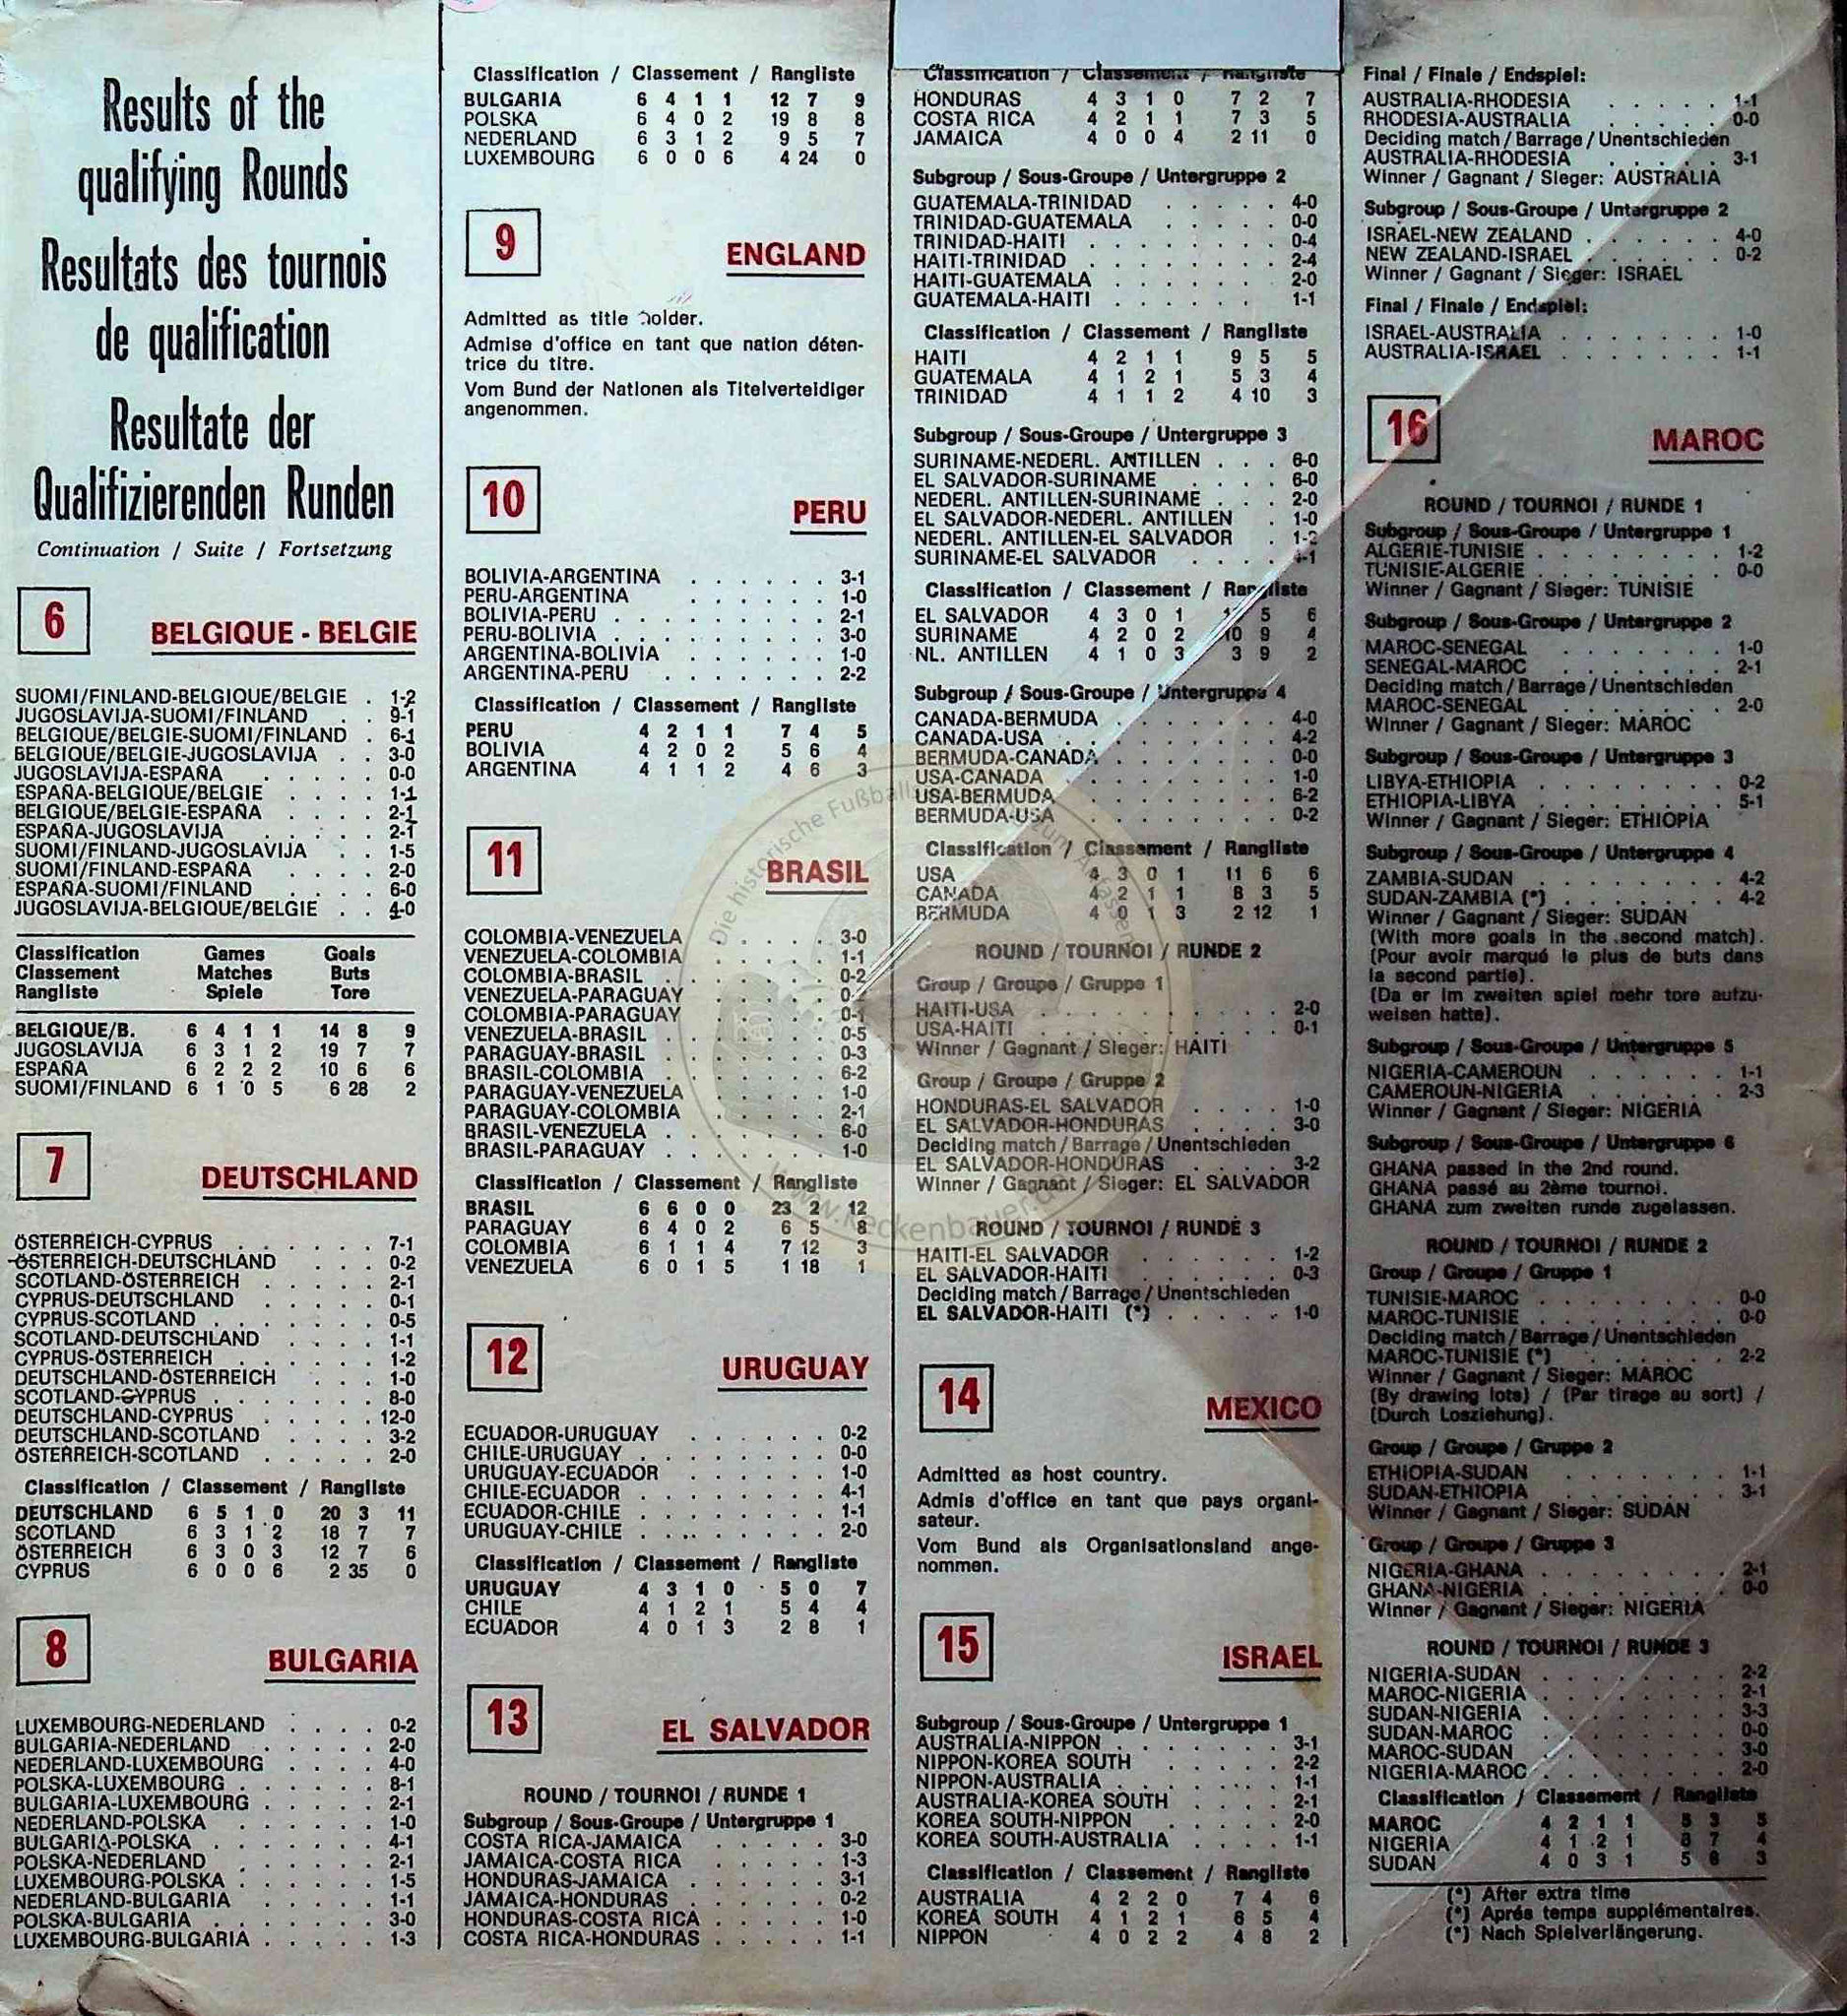 Results of the
qualifying Rounds
Resultats des tournois
de qualification
Resultate der
Qualifizierenden Runden
Continuation / Suite / Fortsetzung
6
BELGIQUE - BELGIE
SUOMI/FINLAND-BELGIQUE/BELGIE . 1-2
JUGOSLAVIJA-SUOMI/FINLAND . . 9-1
BELGIQUE/BELGIE-SUOMI/FINLAND . 6-1
BELGIQUE/BELGIE-JUGOSLAVIJA . . 3-0
JUGOSLAVIJA-ESPAÑA . . . . . 0-0
ESPAÑA-BELGIQUE/BELGIE . . . . 1-1
BELGIQUE/BELGIE-ESPAÑA . . . . 2-1
ESPAÑA-JUGOSLAVIJA . . . . . 2-1
SUOMI/FINLAND-JUGOSLAVIJA . . 1-5
SUOMI/FINLAND-ESPAÑA . . . . 2-0
ESPAÑA-SUOMI/FINLAND . . . . 6-0
JUGOSLAVIJA-BELGIQUE/BELGIE . . 4-0
Classification Games Goals
Classement Matches Buts
Rangliste Spiele Tore
BELGIQUE/B. 6 4 1 1 14 8 9
JUGOSLAVIJA 6 3 1 2 19 7 7
ESPAÑA 6 2 2 2 10 6 6
SUOMI/FINLAND 6 1 0 5 6 28 2
7
DEUTSCHLAND
ÖSTERREICH-CYPRUS . . . . . . 7-1
ÖSTERREICH-DEUTSCHLAND . . . . 0-2
SCOTLAND-ÖSTERREICH . . . . . 2-1
CYPRUS-DEUTSCHLAND . . . . . 0-1
CYPRUS-SCOTLAND . . . . . . . 0-5
SCOTLAND-DEUTSCHLAND . . . . 1-1
CYPRUS-ÖSTERREICH . . . . . . 1-2
DEUTSCHLAND-ÖSTERREICH . . . 1-0
SCOTLAND-CYPRUS . . . . . . . 8-0
DEUTSCHLAND-CYPRUS . . . . . 12-0
DEUTSCHLAND-SCOTLAND . . . . 3-2
ÖSTERREICH-SCOTLAND . . . . . 2-0
Classification / Classement / Rangliste
DEUTSCHLAND 6 5 1 0 20 3 11
SCOTLAND 6 3 1 2 18 7 7
ÖSTERREICH 6 3 0 3 12 7 6
CYPRUS 6 0 0 6 2 35 0
8
BULGARIA
LUXEMBOURG-NEDERLAND . . . . 0-2
BULGARIA-NEDERLAND . . . . . 2-0
NEDERLAND-LUXEMBOURG . . . . 4-0
POLSKA-LUXEMBOURG . . . . . . 8-1
BULGARIA-LUXEMBOURG . . . . . 2-1
NEDERLAND-POLSKA . . . . . . 1-0
BULGARIA-POLSKA . . . . . . . 4-1
POLSKA-NEDERLAND . . . . . . 2-1
LUXEMBOURG-POLSKA . . . . . . 1-5
NEDERLAND-BULGARIA . . . . . 1-1
POLSKA-BULGARIA . . . . . . . 3-0
LUXEMBOURG-BULGARIA . . . . . 1-3
Classification / Classement / Rangliste
BULGARIA 6 4 1 1 12 7 9
POLSKA 6 4 0 2 19 8 8
NEDERLAND 6 3 1 2 9 5 7
LUXEMBOURG 6 0 0 6 4 24 0
9
ENGLAND
Admitted as title holder.
Admise d'office en tant que nation déten-
trice du titre.
Vom Bund der Nationen als Titelverteidiger
angenommen.
10
PERU
BOLIVIA-ARGENTINA . . . . . . 3-1
PERU-ARGENTINA . . . . . . 1-0
BOLIVIA-PERU . . . . . . . . 2-1
PERU-BOLIVIA . . . . . . . . 3-0
ARGENTINA-BOLIVIA . . . . . . 1-0
ARGENTINA-PERU . . . . . . . 2-2
Classification / Classement / Rangliste
PERU 4 2 1 1 7 4 5
BOLIVIA 4 2 0 2 5 6 4
ARGENTINA 4 1 1 2 4 6 3
11
BRASIL
COLOMBIA-VENEZUELA . . . . . 3-0
VENEZUELA-COLOMBIA . . . . . 1-1
COLOMBIA-BRASIL . . . . . . . 0-2
VENEZUELA-PARAGUAY . . . . .
COLOMBIA-PARAGUAY . . . . . 0-1
VENEZUELA-BRASIL . . . . . . 0-5
PARAGUAY-BRASIL . . . . . . . 0-3
BRASIL-COLOMBIA . . . . . . . 6-2
PARAGUAY-VENEZUELA . . . . . 1-0
PARAGUAY-COLOMBIA . . . . . 2-1
BRASIL-VENEZUELA . . . . . . 6-0
BRASIL-PARAGUAY . . . . . . . 1-0
Classification / Classement / Rangliste
BRASIL 6 6 0 0 23 2 12
PARAGUAY 6 4 0 2 6 5 8
COLOMBIA 6 1 1 4 7 12 3
VENEZUELA 6 0 1 5 1 18 1
12
URUGUAY
ECUADOR-URUGUAY . . . . . . 0-2
CHILE-URUGUAY . . . . . . . 0-0
URUGUAY-ECUADOR . . . . . . 1-0
CHILE-ECUADOR . . . . . . . 4-1
ECUADOR-CHILE . . . . . . . 1-1
URUGUAY-CHILE . . . . . . . 2-0
Classification / Classement / Rangliste
URUGUAY 4 3 1 0 5 0 7
CHILE 4 1 2 1 5 4 4
ECUADOR 4 0 1 3 2 8 1
13
EL SALVADOR
ROUND / TOURNOI / RUNDE 1
Subgroup / Sous-Groupe / Untergruppe 1
COSTA RICA-JAMAICA . . . . . 3-0
JAMAICA-COSTA RICA . . . . . 1-3
HONDURAS-JAMAICA . . . . . . 3-1
JAMAICA-HONDURAS . . . . . . 0-2
HONDURAS-COSTA RICA . . . . . 1-0
COSTA RICA-HONDURAS . . . . . 1-1
Classification / Classement / Rangliste
HONDURAS 4 3 1 0 7 2 7
COSTA RICA 4 2 1 1 7 3 5
JAMAICA 4 0 0 4 2 11 0
Subgroup / Sous-Groupe / Untergruppe 2
GUATEMALA-TRINIDAD . . . . . 4-0
TRINIDAD-GUATEMALA . . . . . 0-0
TRINIDAD-HAITI . . . . . . . . 0-4
HAITI-TRINIDAD . . . . . . . . 2-4
HAITI-GUATEMALA . . . . . . 2-0
GUATEMALA-HAITI . . . . . . 1-1
Classification / Classement / Rangliste
HAITI 4 2 1 1 9 5 5
GUATEMALA 4 1 2 1 5 3 4
TRINIDAD 4 1 1 2 4 10 3
Subgroup / Sous-Groupe / Untergruppe 3
SURINAME-NEDERL. ANTILLEN . . . 6-0
EL SALVADOR-SURINAME . . . . 6-0
NEDERL. ANTILLEN-SURINAME . . . 2-0
EL SALVADOR-NEDERL. ANTILLEN . 1-0
NEDERL. ANTILLEN-EL SALVADOR .
SURINAME-EL SALVADOR . . . .
Classification / Classement / Rangliste
EL SALVADOR 4 3 0 1 5 6
SURINAME 4 2 0 2 10 9 4
NL. ANTILLEN 4 1 0 3 3 9 2
Subgroup / Sous-Groupe / Untergruppe 4
CANADA-BERMUDA . . . . . . . 4-0
CANADA-USA . . . . . . . . . 4-2
BERMUDA-CANADA . . . . . . . 0-0
USA-CANADA . . . . . . . . . 1-0
USA-BERMUDA . . . . . . . . 6-2
BERMUDA-USA . . . . . . . . 0-2
Classification / Classement / Rangliste
USA 4 3 0 1 11 6 6
CANADA 4 2 1 1 8 3 5
BERMUDA 4 0 1 3 2 12 1
ROUND / TOURNOI / RUNDE 2
Group / Groupe / Gruppe 1
HAITI-USA . . . . . . . . . . 2-0
USA-HAITI . . . . . . . . . . 0-1
Winner / Gagnant / Sieger: HAITI
Group / Groupe / Gruppe 2
HONDURAS-EL SALVADOR . . . . 1-0
EL SALVADOR-HONDURAS . . . . 3-0
Deciding match / Barrage / Unentschieden
EL SALVADOR-HONDURAS . . . . 3-2
Winner / Gagnant / Sieger: EL SALVADOR
ROUND / TOURNOI / RUNDE 3
HAITI-EL SALVADOR . . . . . . 1-2
EL SALVADOR-HAITI . . . . . . 0-3
Deciding match / Barrage / Unentschieden
EL SALVADOR-HAITI (*) . . . . . 1-0
14
MEXICO
Admitted as host country.
Admis d'office en tant que pays organi-
sateur.
Vom Bund als Organisationsland ange-
nommen.
15
ISRAEL
Subgroup / Sous-Groupe / Untergruppe 1
AUSTRALIA-NIPPON . . . . . . . 3-1
NIPPON-KOREA SOUTH . . . . . 2-2
NIPPON-AUSTRALIA . . . . . . . 1-1
AUSTRALIA-KOREA SOUTH . . . . 2-1
KOREA SOUTH-NIPPON . . . . . 2-0
KOREA SOUTH-AUSTRALIA . . . . 1-1
Classification / Classement / Rangliste
AUSTRALIA 4 2 2 0 7 4 6
KOREA SOUTH 4 1 2 1 6 5 4
NIPPON 4 0 2 2 4 8 2
Final / Finale / Endspiel:
AUSTRALIA-RHODESIA . . . . . 1-1
RHODESIA-AUSTRALIA . . . . . 0-0
Deciding match / Barrage / Unentschieden
AUSTRALIA-RHODESIA . . . . . 3-1
Winner / Gagnant / Sieger: AUSTRALIA
Subgroup / Sous-Groupe / Untergruppe 2
ISRAEL-NEW ZEALAND . . . . . . 4-0
NEW ZEALAND-ISRAEL . . . . . . 0-2
Winner / Gagnant / Sieger: ISRAEL
Final / Finale / Endspiel:
ISRAEL-AUSTRALIA . . . . . . . 1-0
AUSTRALIA-ISRAEL . . . . . . . 1-1
16
MAROC
ROUND / TOURNOI / RUNDE 1
Subgroup / Sous-Groupe / Untergruppe 1
ALGERIE-TUNISIE . . . . . . . . 1-2
TUNISIE-ALGERIE . . . . . . . . 0-0
Winner / Gagnant / Sieger: TUNISIE
Subgroup / Sous-Groupe / Untergruppe 2
MAROC-SENEGAL . . . . . . . 1-0
SENEGAL-MAROC . . . . . . . 2-1
Deciding match / Barrage / Unentschieden
MAROC-SENEGAL . . . . . . . 2-0
Winner / Gagnant / Sieger: MAROC
Subgroup / Sous-Groupe / Untergruppe 3
LIBYA-ETHIOPIA . . . . . . . . 0-2
ETHIOPIA-LIBYA . . . . . . . . 5-1
Winner / Gagnant / Sieger: ETHIOPIA
Subgroup / Sous-Groupe / Untergruppe 4
ZAMBIA-SUDAN . . . . . . . . 4-2
SUDAN-ZAMBIA (*) . . . . . . . 4-2
Winner / Gagnant / Sieger: SUDAN
(With more goals in the second match).
(Pour avoir marqué le plus de buts dans
la second partie).
(Da er im zweiten spiel mehr tore aufzu-
weisen hatte).
Subgroup / Sous-Groupe / Untergruppe 5
NIGERIA-CAMEROUN . . . . . . 1-1
CAMEROUN-NIGERIA . . . . . . 2-3
Winner / Gagnant / Sieger: NIGERIA
Subgroup / Sous-Groupe / Untergruppe 6
GHANA passed in the 2nd round.
GHANA passé au 2ème tournoi.
GHANA zum zweiten runde zugelassen.
ROUND / TOURNOI / RUNDE 2
Group / Groupe / Gruppe 1
TUNISIE-MAROC . . . . . . . . 0-0
MAROC-TUNISIE . . . . . . . . 0-0
Deciding match / Barrage / Unentschieden
MAROC-TUNISIE (*) . . . . . . 2-2
Winner / Gagnant / Sieger: MAROC
(By drawing lots) / (Par tirage au sort) /
(Durch Losziehung).
Group / Groupe / Gruppe 2
ETHIOPIA-SUDAN . . . . . . . 1-1
SUDAN-ETHIOPIA . . . . . . . 3-1
Winner / Gagnant / Sieger: SUDAN
Group / Groupe / Gruppe 3
NIGERIA-GHANA . . . . . . . . 2-1
GHANA-NIGERIA . . . . . . . . 0-0
Winner / Gagnant / Sieger: NIGERIA
ROUND / TOURNOI / RUNDE 3
NIGERIA-SUDAN . . . . . . . . 2-2
MAROC-NIGERIA . . . . . . . . 2-1
SUDAN-NIGERIA . . . . . . . . 3-3
SUDAN-MAROC . . . . . . . . 0-0
MAROC-SUDAN . . . . . . . . 3-0
NIGERIA-MAROC . . . . . . . . 2-0
Classification / Classement / Rangliste
MAROC 4 2 1 1 5 3 5
NIGERIA 4 1 2 1 8 7 4
SUDAN 4 0 3 1 5 8 3
(*) After extra time
(*) Aprés temps supplémentaires.
(*) Nach Spielverlängerung.
Die historische Fußball
zum Anfassen
www.keckenbauer.de